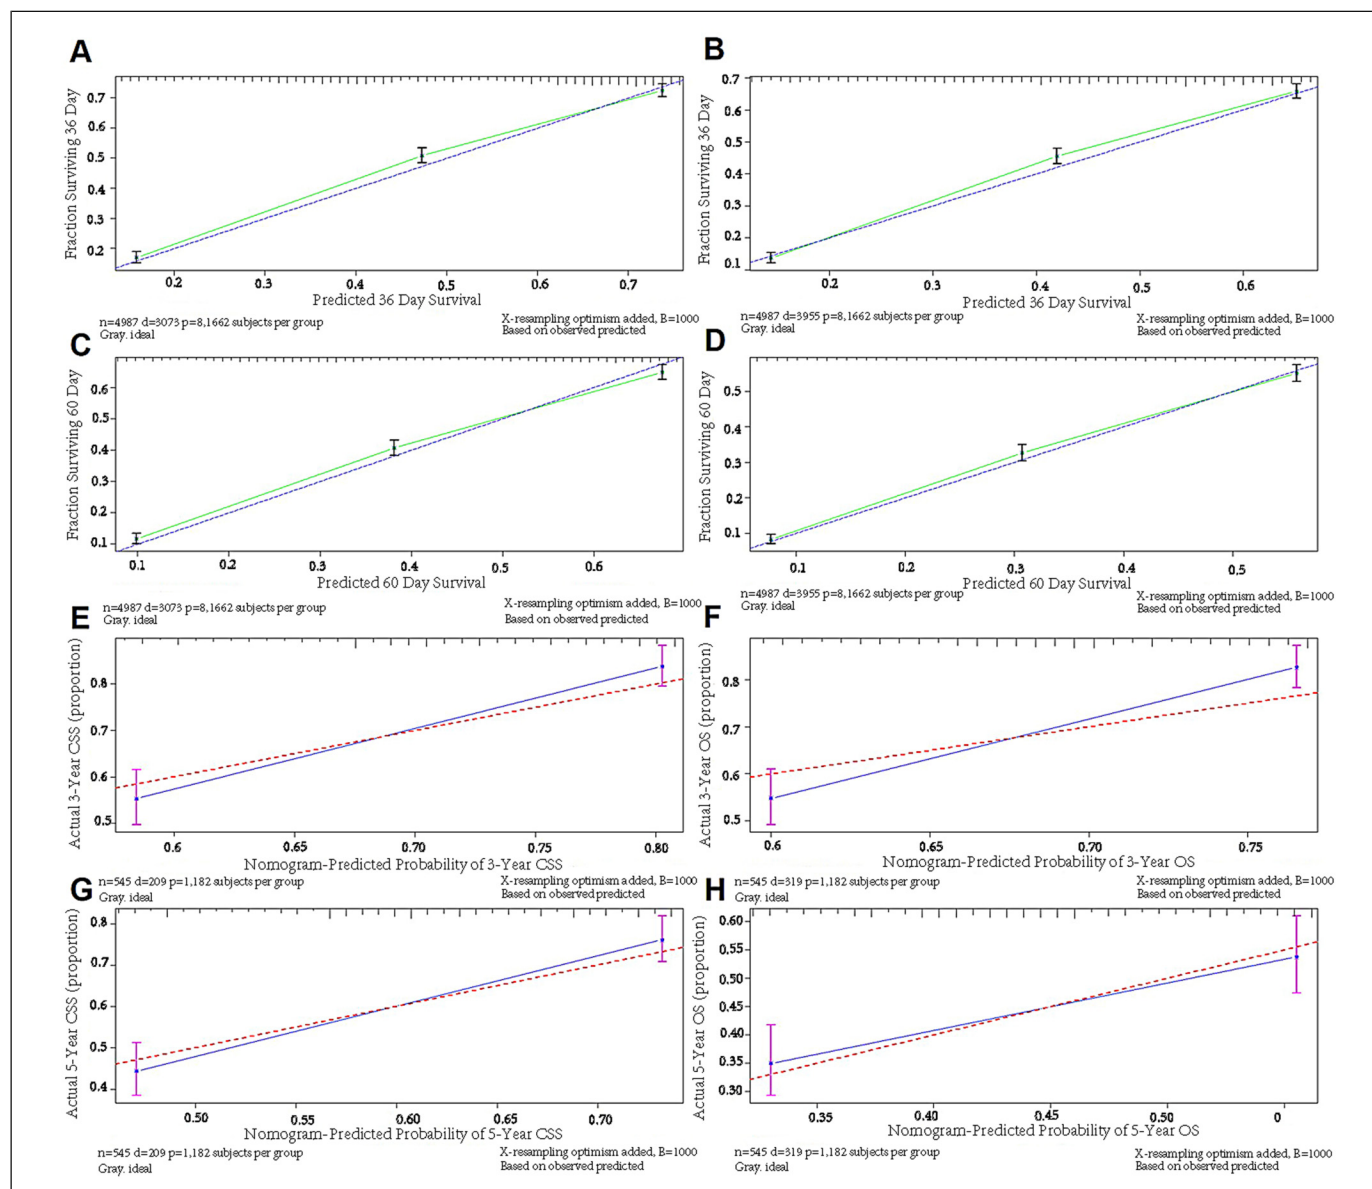 A
Fraction Surviving 36 Day
0.7
0.6
0.5
0.4
0.3
0.2
0.2 0.3 0.4 0.5 0.6 0.7
Predicted 36 Day Survival
n=4987 d=3073 p=8,1662 subjects per group
Gray. ideal
X-resampling optimism added, B=1000
Based on observed predicted
B
Fraction Surviving 36 Day
0.7
0.6
0.5
0.4
0.3
0.2
0.1
0.2 0.3 0.4 0.5 0.6
Predicted 36 Day Survival
n=4987 d=3955 p=8,1662 subjects per group
Gray. ideal
X-resampling optimism added, B=1000
Based on observed predicted
C
Fraction Surviving 60 Day
0.6
0.5
0.4
0.3
0.2
0.1
0.1 0.2 0.3 0.4 0.5 0.6
Predicted 60 Day Survival
n=4987 d=3073 p=8,1662 subjects per group
Gray. ideal
X-resampling optimism added, B=1000
Based on observed predicted
D
Fraction Surviving 60 Day
0.5
0.4
0.3
0.2
0.1
0.1 0.2 0.3 0.4 0.5
Predicted 60 Day Survival
n=4987 d=3955 p=8,1662 subjects per group
Gray. ideal
X-resampling optimism added, B=1000
Based on observed predicted
E
Actual 3-Year CSS (proportion)
0.8
0.7
0.6
0.5
0.6 0.65 0.70 0.75 0.80
Nomogram-Predicted Probability of 3-Year CSS
n=545 d=209 p=1,182 subjects per group
Gray. ideal
X-resampling optimism added, B=1000
Based on observed predicted
F
Actual 3-Year OS (proportion)
0.8
0.7
0.6
0.5
0.6 0.65 0.70 0.75
Nomogram-Predicted Probability of 3-Year OS
n=545 d=319 p=1,182 subjects per group
Gray. ideal
X-resampling optimism added, B=1000
Based on observed predicted
G
Actual 5-Year CSS (proportion)
0.8
0.7
0.6
0.5
0.4
0.50 0.55 0.60 0.65 0.70
Nomogram-Predicted Probability of 5-Year CSS
n=545 d=209 p=1,182 subjects per group
Gray. ideal
X-resampling optimism added, B=1000
Based on observed predicted
H
Actual 5-Year OS (proportion)
0.60
0.55
0.50
0.45
0.40
0.35
0.30
0.35 0.40 0.45 0.50 0
Nomogram-Predicted Probability of 5-Year OS
n=545 d=319 p=1,182 subjects per group
Gray. ideal
X-resampling optimism added, B=1000
Based on observed predicted